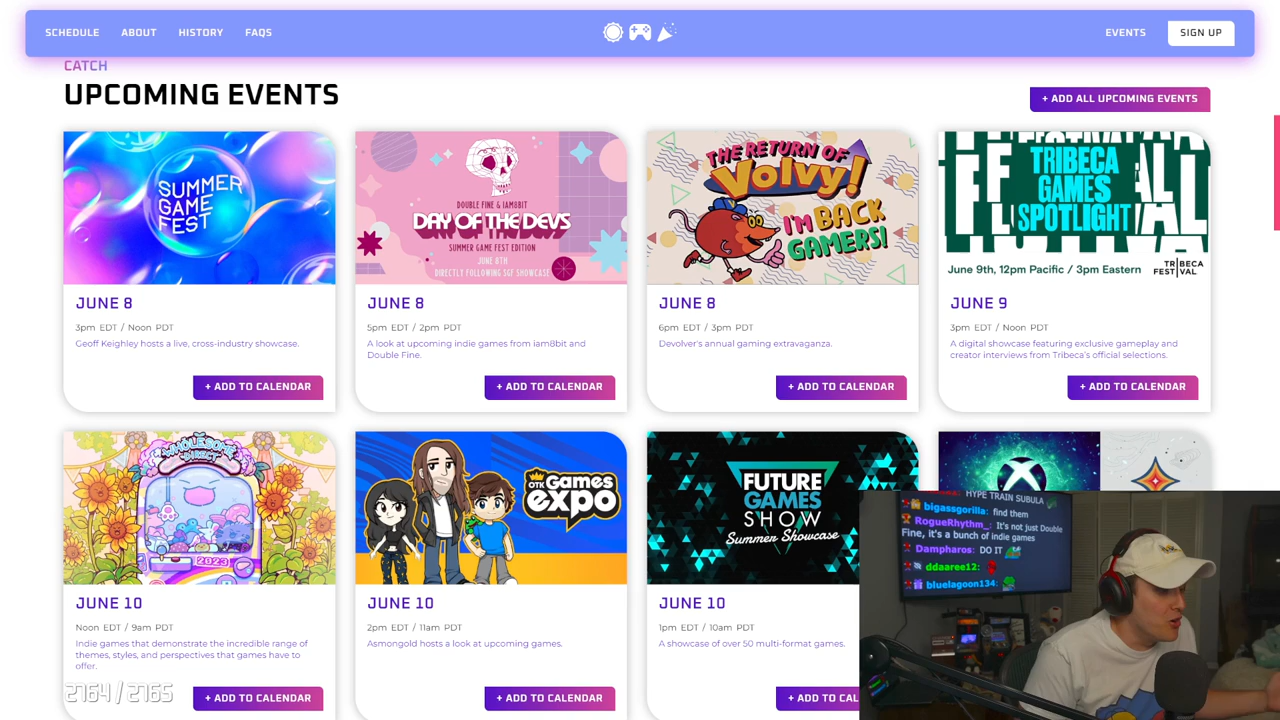 SCHEDULE ABOUT HISTORY FAQS EVENTS SIGN UP
CATCH
UPCOMING EVENTS
+ ADD ALL UPCOMING EVENTS
SUMMER
GAME
FEST
JUNE 8
3pm EDT / Noon PDT
Geoff Keighley hosts a live, cross-industry showcase.
+ ADD TO CALENDAR
DOUBLE FINE & IAM8BIT
DAY OF THE DEVS
SUMMER GAME FEST EDITION
JUNE 8TH
DIRECTLY FOLLOWING SGF SHOWCASE
JUNE 8
5pm EDT / 2pm PDT
A look at upcoming indie games from iam8bit and
Double Fine.
+ ADD TO CALENDAR
THE RETURN OF
Volvy!
I'M BACK
GAMERS!
JUNE 8
6pm EDT / 3pm PDT
Devolver's annual gaming extravaganza.
+ ADD TO CALENDAR
TRIBECA
GAMES
SPOTLIGHT
June 9th, 12pm Pacific / 3pm Eastern
TRIBECA
FESTIVAL
JUNE 9
3pm EDT / Noon PDT
A digital showcase featuring exclusive gameplay and
creator interviews from Tribeca's official selections.
+ ADD TO CALENDAR
WHOLESOME
DIRECT
2023
JUNE 10
Noon EDT / 9am PDT
Indie games that demonstrate the incredible range of
themes, styles, and perspectives that games have to
offer.
+ ADD TO CALENDAR
2764 / 2765
OTK Games
expo
JUNE 10
2pm EDT / 11am PDT
Asmongold hosts a look at upcoming games.
+ ADD TO CALENDAR
FUTURE
GAMES
SHOW
Summer Showcase
JUNE 10
1pm EDT / 10am PDT
A showcase of over 50 multi-format games.
+ ADD TO CAL
HYPE TRAIN SUBULA
bigassgorilla: find them
RogueRhythm_: It's not just Double
Fine, it's a bunch of indie games
Dampharos: DO IT
ddaaree12:
bluelagoon134: